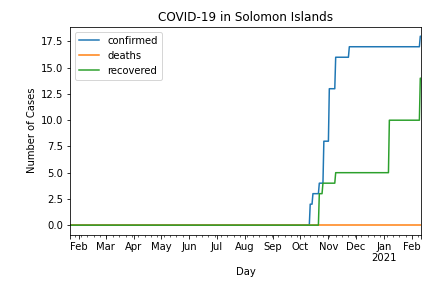 COVID-19 in Solomon Islands
confirmed
deaths
recovered
Number of Cases
17.5
15.0
12.5
10.0
7.5
5.0
2.5
0.0
Feb Mar Apr May Jun Jul Aug Sep Oct Nov Dec Jan Feb
2021
Day